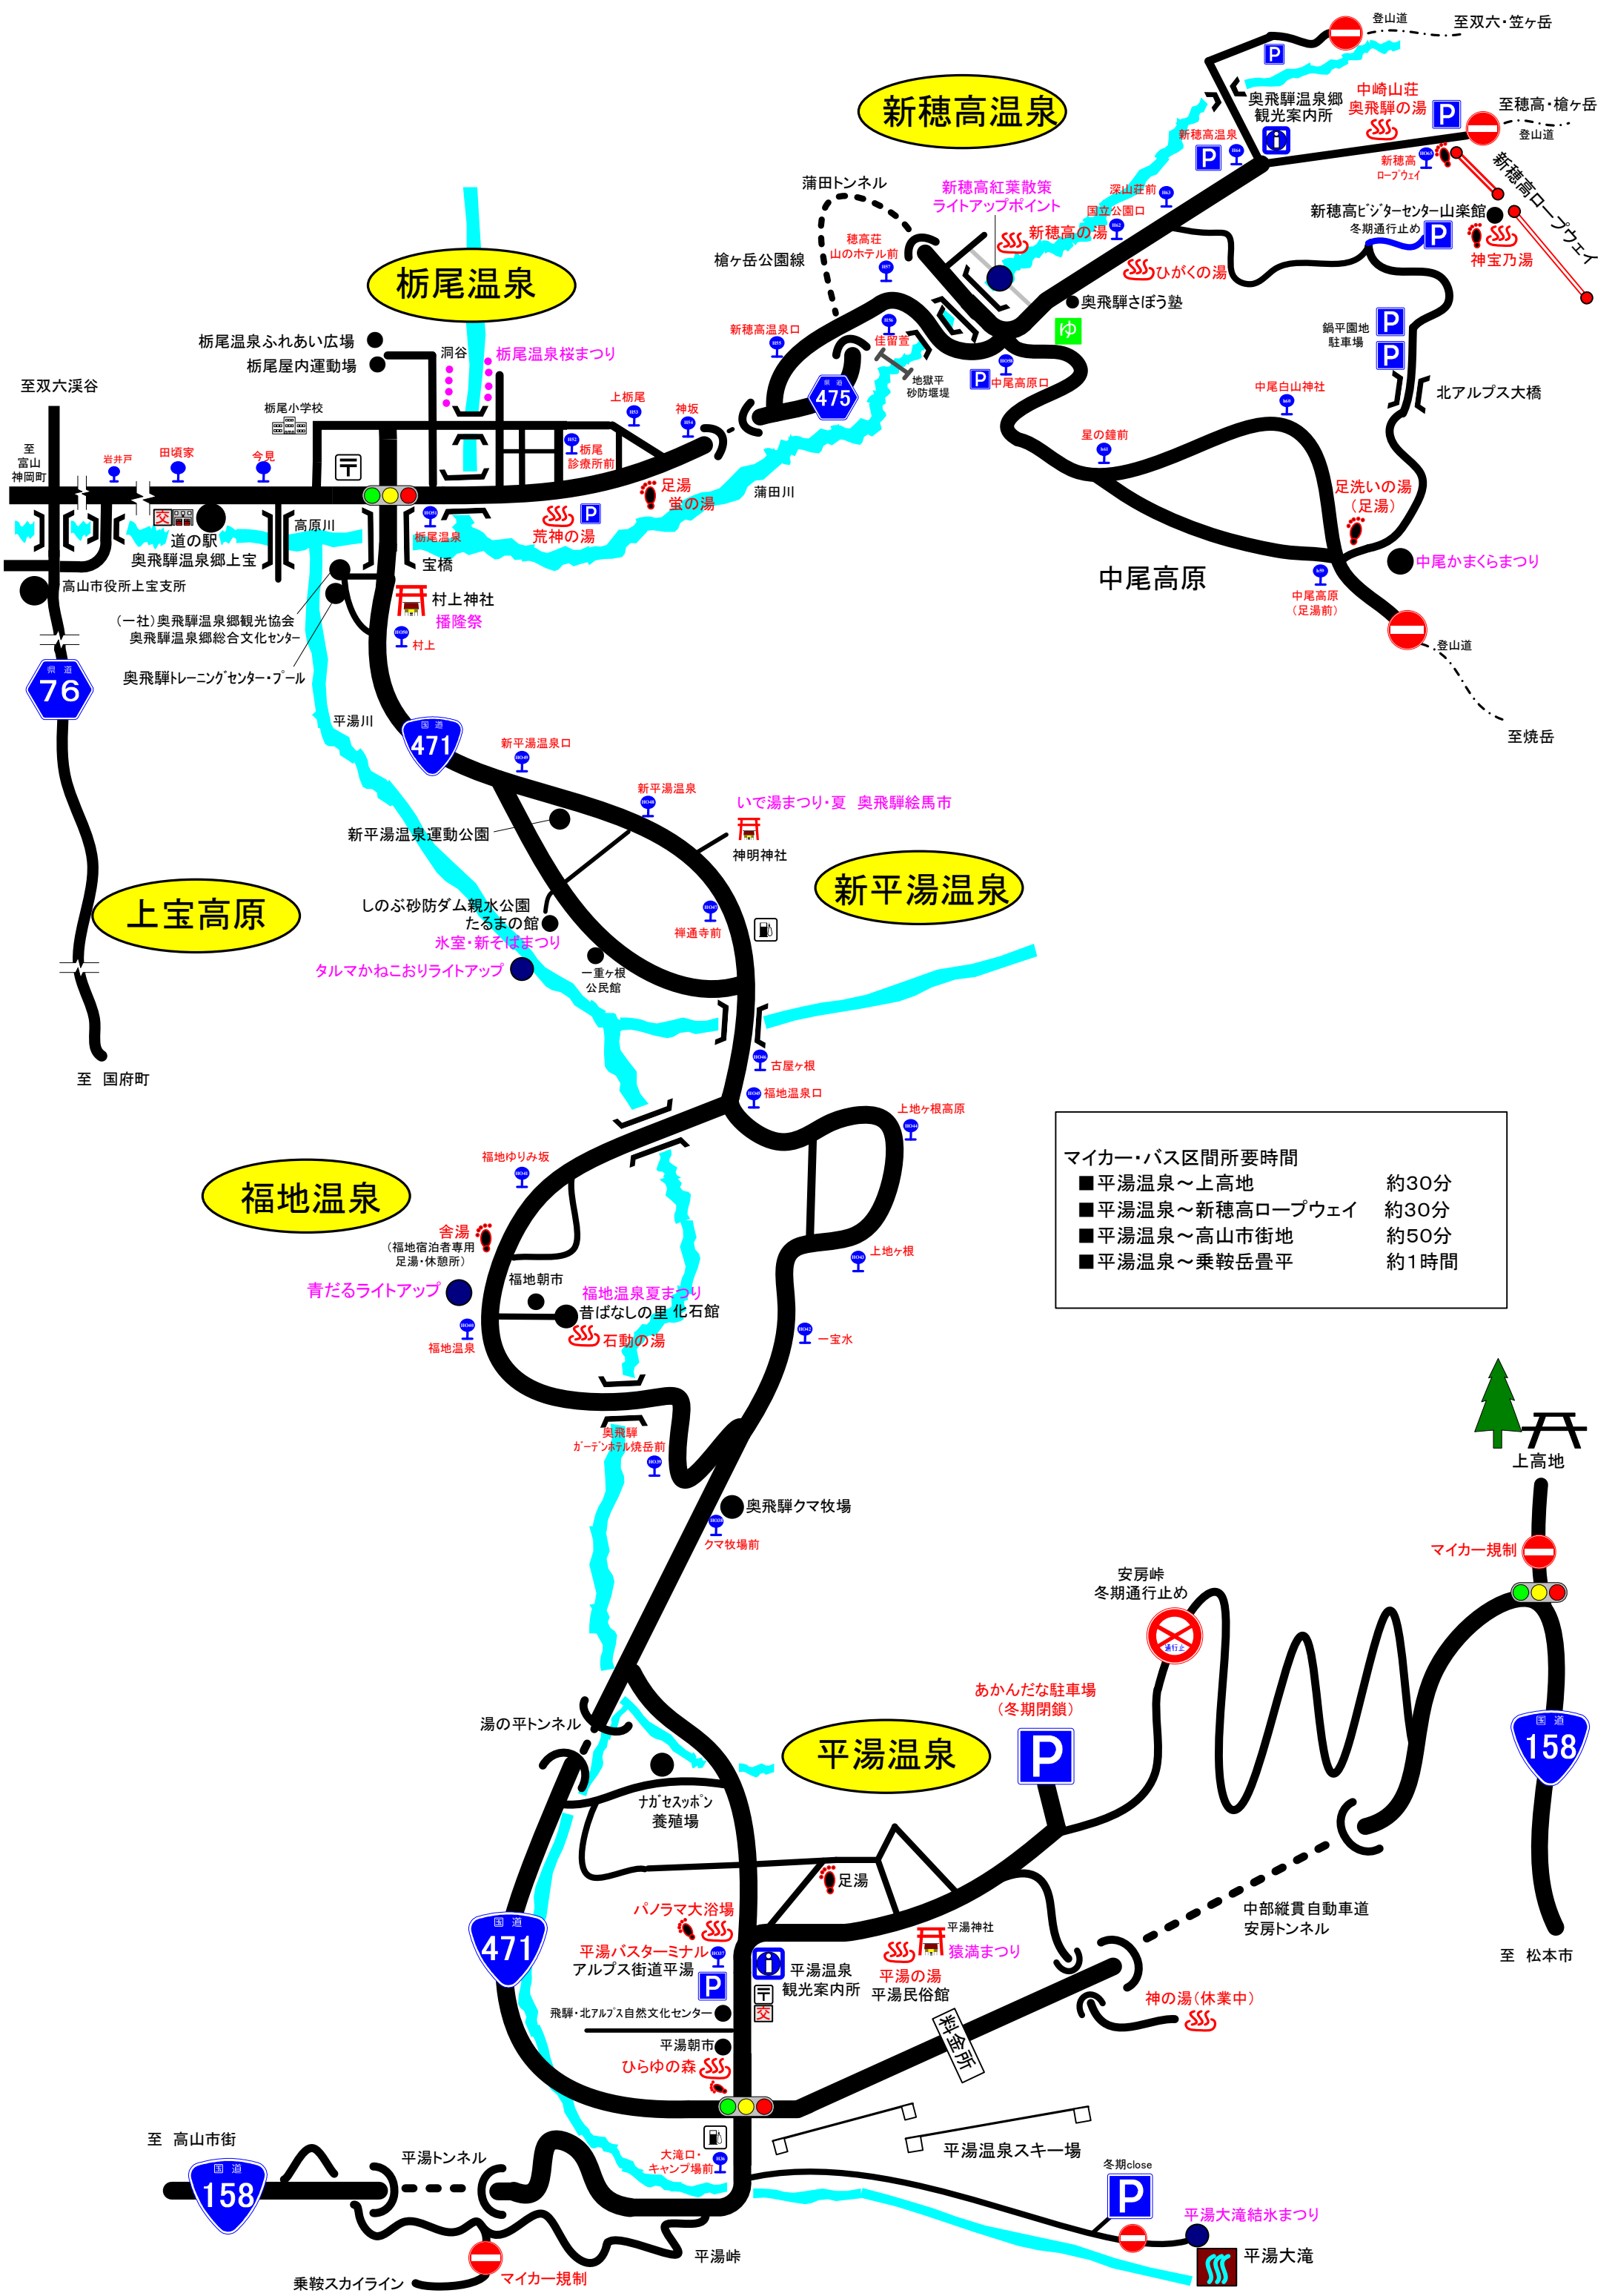 登山道
至双六・笠ヶ岳
新穂高温泉
奥飛騨温泉郷
観光案内所
中崎山荘
奥飛騨の湯
至穂高・槍ヶ岳
登山道
新穂高温泉
H64
新穂高
ロープウェイ
新穂高ロープウェイ
蒲田トンネル
新穂高紅葉散策
ライトアップポイント
深山荘前
H63
国立公園口
H62
新穂高の湯
新穂高ビジターセンター山楽館
冬期通行止め
神宝乃湯
穂高荘
山のホテル前
H57
槍ヶ岳公園線
ひがくの湯
奥飛騨さぼう塾
ゆ
栃尾温泉
新穂高温泉口
H55
H56
佳留萱
地獄平
砂防堰堤
中尾高原口
県道
475
鍋平園地
駐車場
北アルプス大橋
栃尾温泉ふれあい広場
栃尾屋内運動場
洞谷
栃尾温泉桜まつり
至双六渓谷
栃尾小学校
上栃尾
H53
神坂
H54
中尾白山神社
星の鐘前
至
富山
神岡町
岩井戸
田頃家
今見
H52
栃尾
診療所前
足湯
蛍の湯
蒲田川
足洗いの湯
（足湯）
交
道の駅
奥飛騨温泉郷上宝
高原川
栃尾温泉
宝橋
荒神の湯
中尾高原
中尾かまくらまつり
中尾高原
（足湯前）
高山市役所上宝支所
（一社）奥飛騨温泉郷観光協会
奥飛騨温泉郷総合文化センター
村上神社
播隆祭
村上
奥飛騨トレーニングセンター・プール
登山道
至焼岳
県道
76
平湯川
国道
471
新平湯温泉口
新平湯温泉
いで湯まつり・夏　奥飛騨絵馬市
新平湯温泉運動公園
神明神社
新平湯温泉
上宝高原
しのぶ砂防ダム親水公園
たるまの館
氷室・新そばまつり
タルマかねこおりライトアップ
禅通寺前
一重ヶ根
公民館
至　国府町
古屋ヶ根
福地温泉口
上地ヶ根高原
マイカー・バス区間所要時間
■平湯温泉～上高地　約30分
■平湯温泉～新穂高ロープウェイ　約30分
■平湯温泉～高山市街地　約50分
■平湯温泉～乗鞍岳畳平　約1時間
福地温泉
福地ゆりみ坂
舎湯
（福地宿泊者専用
足湯・休憩所）
上地ヶ根
青だるライトアップ
福地朝市
福地温泉夏まつり
昔ばなしの里 化石館
石動の湯
福地温泉
一宝水
奥飛騨
ガーデンホテル焼岳前
奥飛騨クマ牧場
クマ牧場前
上高地
マイカー規制
安房峠
冬期通行止め
通行止
あかんだな駐車場
（冬期閉鎖）
湯の平トンネル
平湯温泉
国道
158
ナガセスッポン
養殖場
足湯
パノラマ大浴場
平湯バスターミナル
アルプス街道平湯
平湯温泉
観光案内所
平湯神社
猿満まつり
平湯の湯
平湯民俗館
中部縦貫自動車道
安房トンネル
至　松本市
国道
471
飛騨・北アルプス自然文化センター
交
神の湯（休業中）
平湯朝市
ひらゆの森
料金所
至　高山市街
平湯トンネル
大滝口・
キャンプ場前
H36
平湯温泉スキー場
国道
158
冬期close
平湯大滝結氷まつり
平湯大滝
平湯峠
乗鞍スカイライン
マイカー規制